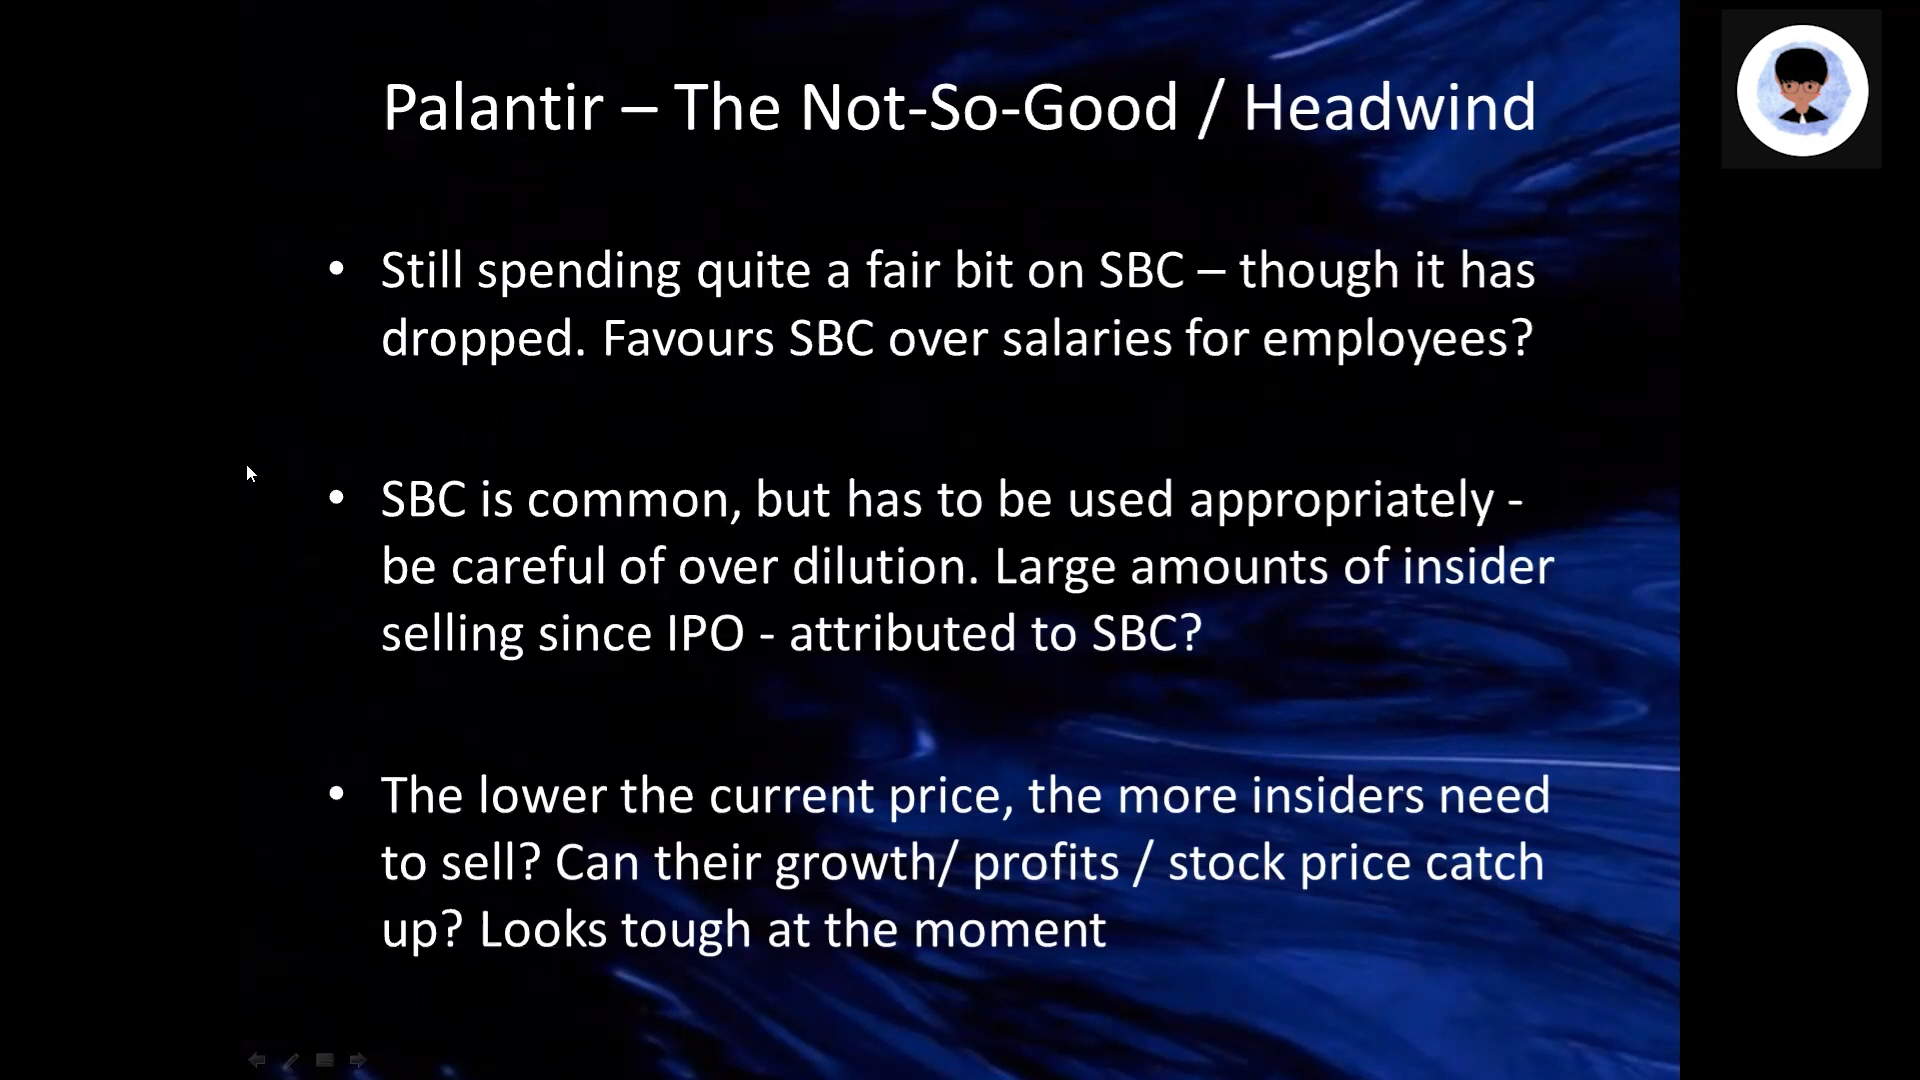 Palantir – The Not-So-Good / Headwind
• Still spending quite a fair bit on SBC – though it has
dropped. Favours SBC over salaries for employees?
• SBC is common, but has to be used appropriately -
be careful of over dilution. Large amounts of insider
selling since IPO - attributed to SBC?
• The lower the current price, the more insiders need
to sell? Can their growth/ profits / stock price catch
up? Looks tough at the moment